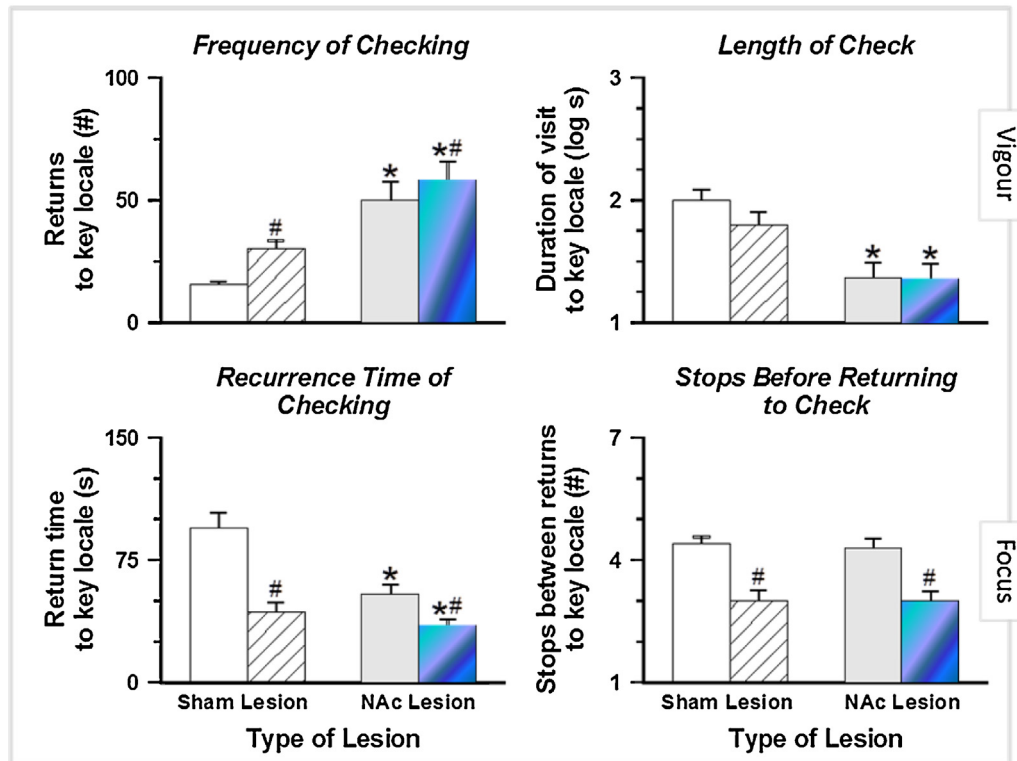 Frequency of Checking
Returns
to key locale (#)
100
50
0
#
*
*#
Length of Check
Duration of visit
to key locale (log s)
3
2
1
*
*
Vigour
Recurrence Time of
Checking
Return time
to key locale (s)
150
75
0
#
*
*#
Sham Lesion
NAc Lesion
Type of Lesion
Stops Before Returning
to Check
Stops between returns
to key locale (#)
7
4
1
#
#
Sham Lesion
NAc Lesion
Type of Lesion
Focus